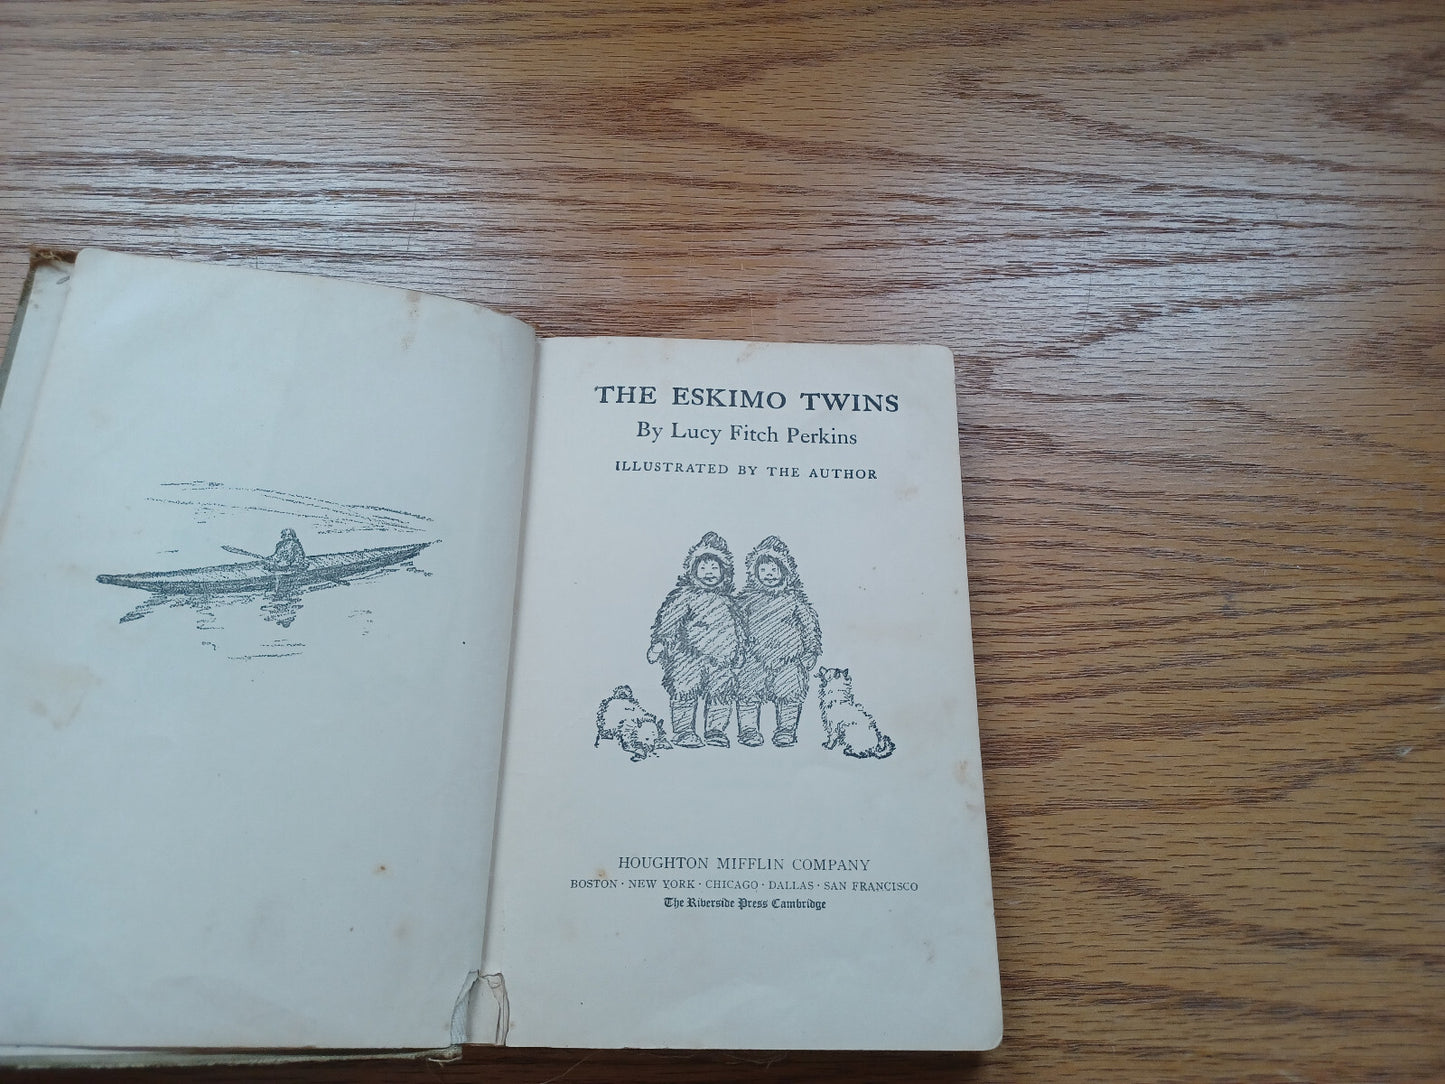 THE ESKIMO TWINS
By Lucy Fitch Perkins
ILLUSTRATED BY THE AUTHOR
HOUGHTON MIFFLIN COMPANY
BOSTON · NEW YORK · CHICAGO · DALLAS · SAN FRANCISCO
The Riverside Press Cambridge